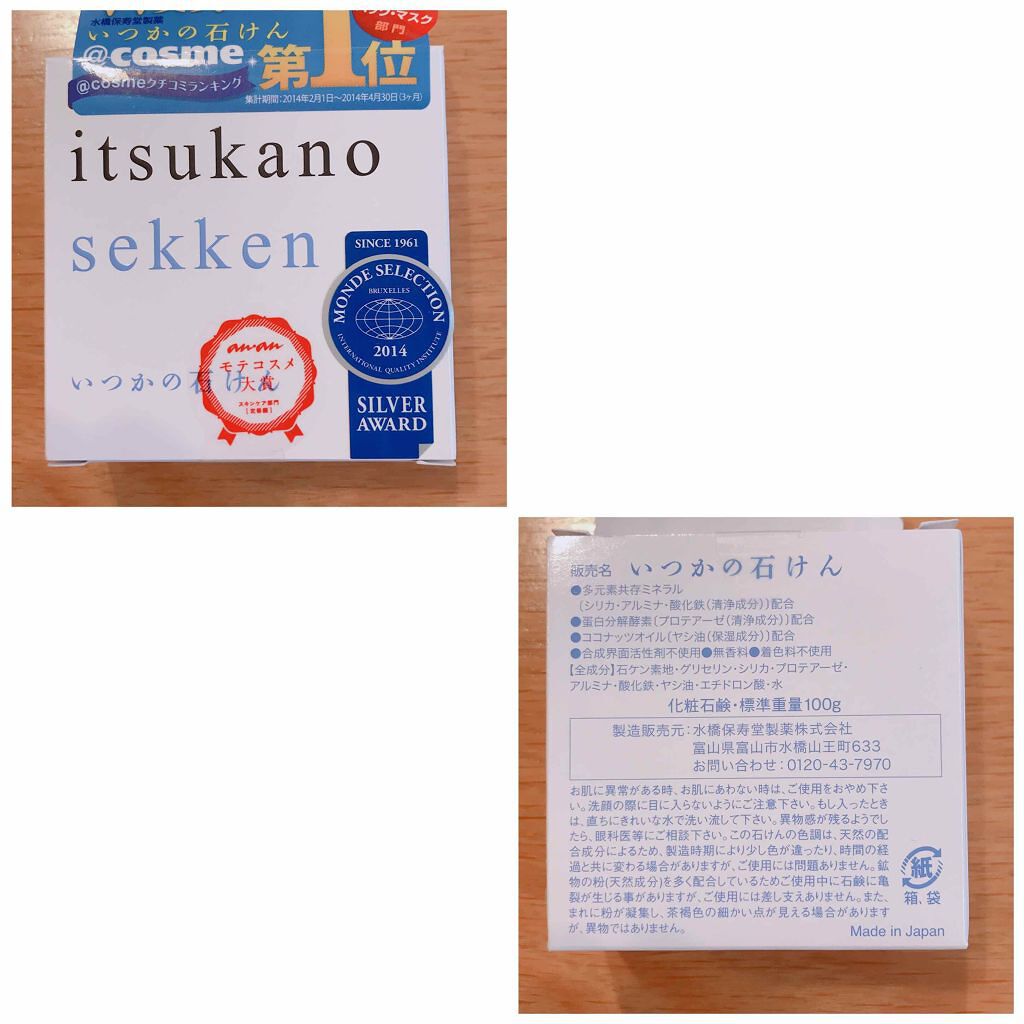 ック・マスク
部門
水橋保寿堂製薬
いつかの石けん
@cosme
第1位
@cosmeクチコミランキング
集計期間:2014年2月1日〜2014年4月30日(3ヶ月)
itsukano
sekken
SINCE 1961
MONDE SELECTION
BRUXELLES
2014
INTERNATIONAL QUALITY INSTITUTE
SILVER
AWARD
an・an
モテコスメ
大賞
スキンケア部門
いつかの石けん
販売名 いつかの石けん
●多元素共存ミネラル
〔シリカ・アルミナ・酸化鉄(清浄成分)〕配合
●蛋白分解酵素〔プロテアーゼ(清浄成分)〕配合
●ココナッツオイル〔ヤシ油(保湿成分)〕配合
●合成界面活性剤不使用●無香料●着色料不使用
【全成分】石ケン素地・グリセリン・シリカ・プロテアーゼ・
アルミナ・酸化鉄・ヤシ油・エチドロン酸・水
化粧石鹸・標準重量100g
製造販売元:水橋保寿堂製薬株式会社
富山県富山市水橋山王町633
お問い合わせ:0120-43-7970
お肌に異常がある時、お肌にあわない時は、ご使用をおやめ下さ
い。洗顔の際に目に入らないようにご注意下さい。もし入ったとき
は、直ちにきれいな水で洗い流して下さい。異物感が残るようでし
たら、眼科医等にご相談下さい。この石けんの色調は、天然の配
合成分によるため、製造時期により少し色が違ったり、時間の経
過と共に変わる場合がありますが、ご使用には問題ありません。鉱
物の粉(天然成分)を多く配合しているためご使用中に石鹸に亀
裂が生じる事がありますが、ご使用には差し支えありません。また、
まれに粉が凝集し、茶褐色の細かい点が見える場合があります
が、異物ではありません。
紙
箱、袋
Made in Japan